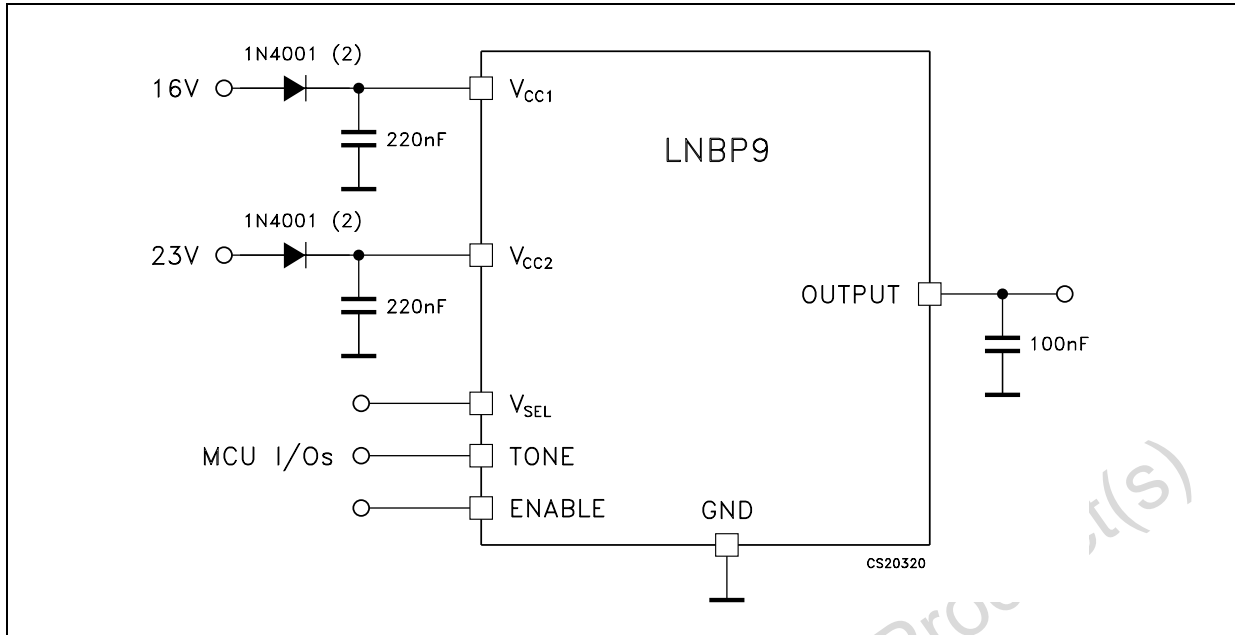 1N4001 (2)
16V
V_CC1
220nF
LNBP9
1N4001 (2)
23V
V_CC2
220nF
OUTPUT
100nF
V_SEL
MCU I/Os
TONE
ENABLE
GND
CS20320